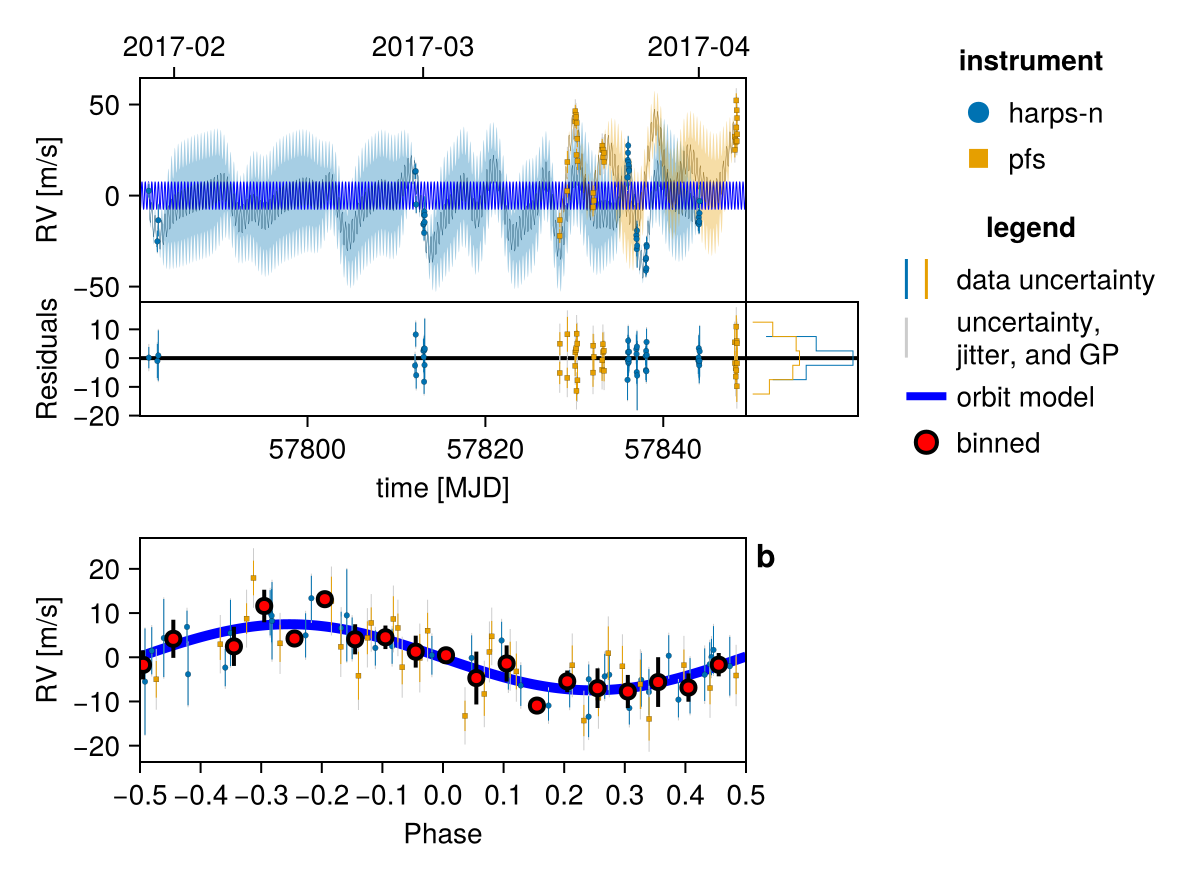 2017-02 2017-03 2017-04
50
0
−50
RV [m/s]
10
0
−10
−20
Residuals
57800 57820 57840
time [MJD]
instrument
harps-n
pfs
legend
data uncertainty
uncertainty,
jitter, and GP
orbit model
binned
b
20
10
0
−10
−20
RV [m/s]
−0.5 −0.4 −0.3 −0.2 −0.1 0.0 0.1 0.2 0.3 0.4 0.5
Phase